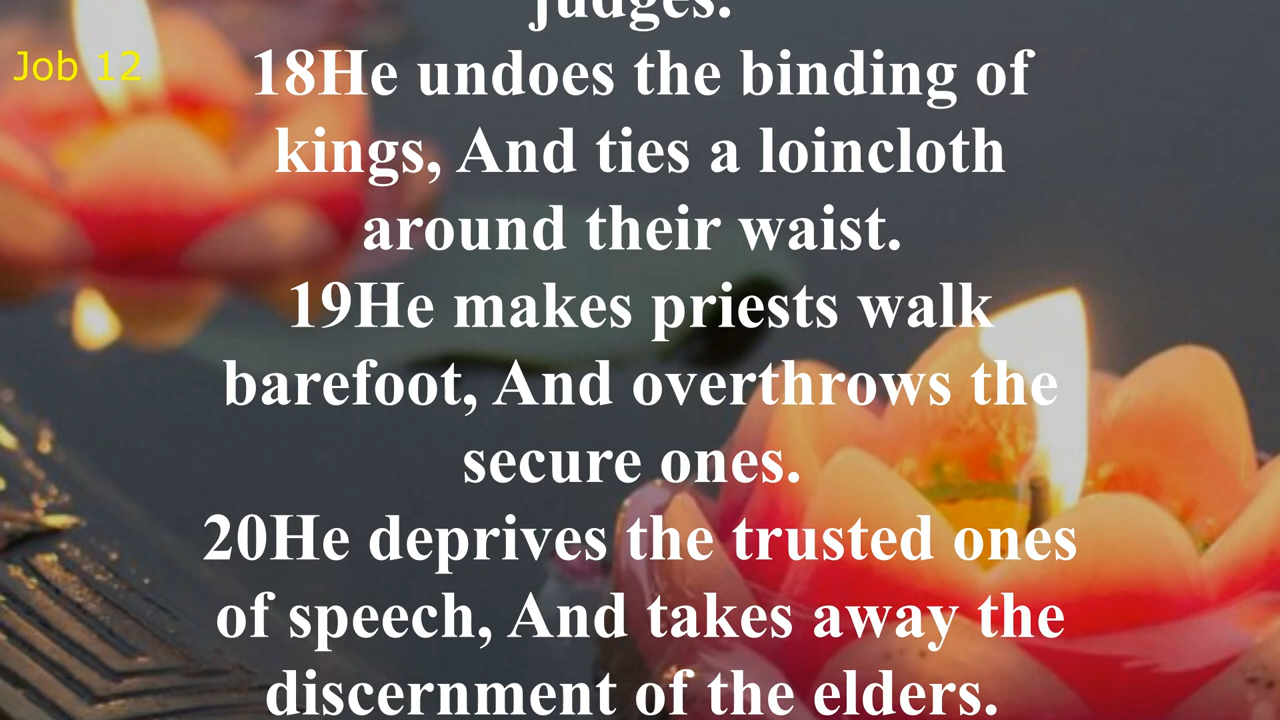 judges.
Job 12
18He undoes the binding of
kings, And ties a loincloth
around their waist.
19He makes priests walk
barefoot, And overthrows the
secure ones.
20He deprives the trusted ones
of speech, And takes away the
discernment of the elders.